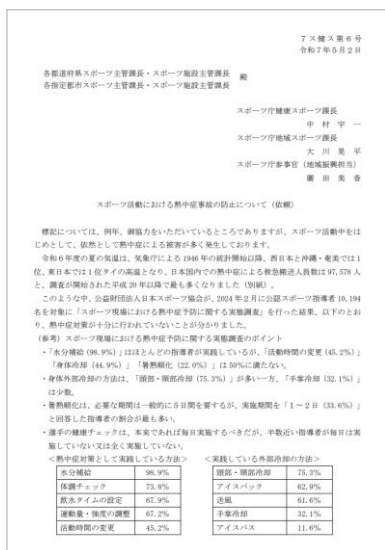 7ス健ス第6号
令和7年5月2日
各都道府県スポーツ主管課長・スポーツ施設主管課長
各指定都市スポーツ主管課長・スポーツ施設主管課長
殿
スポーツ庁健康スポーツ課長
中村宇一
スポーツ庁地域スポーツ課長
大川晃平
スポーツ庁参事官(地域振興担当)
廣田美香
スポーツ活動における熱中症事故の防止について(依頼)
標記については、例年、御協力をいただいているところでありますが、スポーツ活動中をは
じめとして、依然として熱中症による被害が多く発生しております。
令和6年度の夏の気温は、気象庁による1946年の統計開始以降、西日本と沖縄・奄美では1
位、東日本では1位タイの高温となり、日本国内での熱中症による救急搬送人員数は97,578人
と、調査が開始された平成20年以降で最も多くなりました(別紙)。
このような中、公益財団法人日本スポーツ協会が、2024年2月に公認スポーツ指導者10,194
名を対象に「スポーツ現場における熱中症予防に関する実態調査」を行った結果、以下のとお
り、熱中症対策が十分に行われていないことが分かりました。
(参考)スポーツ現場における熱中症予防に関する実態調査のポイント
・「水分補給(98.9%)」はほとんどの指導者が実践しているが、「活動時間の変更(45.2%)」
「身体冷却(44.9%)」「暑熱順化(22.0%)」は50%に満たない。
・身体外部冷却の方法は、「頭部・頸部冷却(75.3%)」が多い一方、「手掌冷却(32.1%)」
は少数。
・暑熱順化は、必要な期間は一般的に5日間を要するが、実施期間を「1~2日(33.6%)」
と回答した指導者の割合が最も多い。
・選手の健康チェックは、本来であれば毎日実施するべきだが、半数近い指導者が毎日は実
施していない又は全く実施していない。
<熱中症対策として実践している方法> <実践している外部冷却の方法>
水分補給 98.9% 頭部・頸部冷却 75.3%
体調チェック 73.8% アイスパック 62.9%
飲水タイムの設定 67.9% 送風 61.6%
運動量・強度の調整 67.2% 手掌冷却 32.1%
活動時間の変更 45.2% アイスバス 11.6%